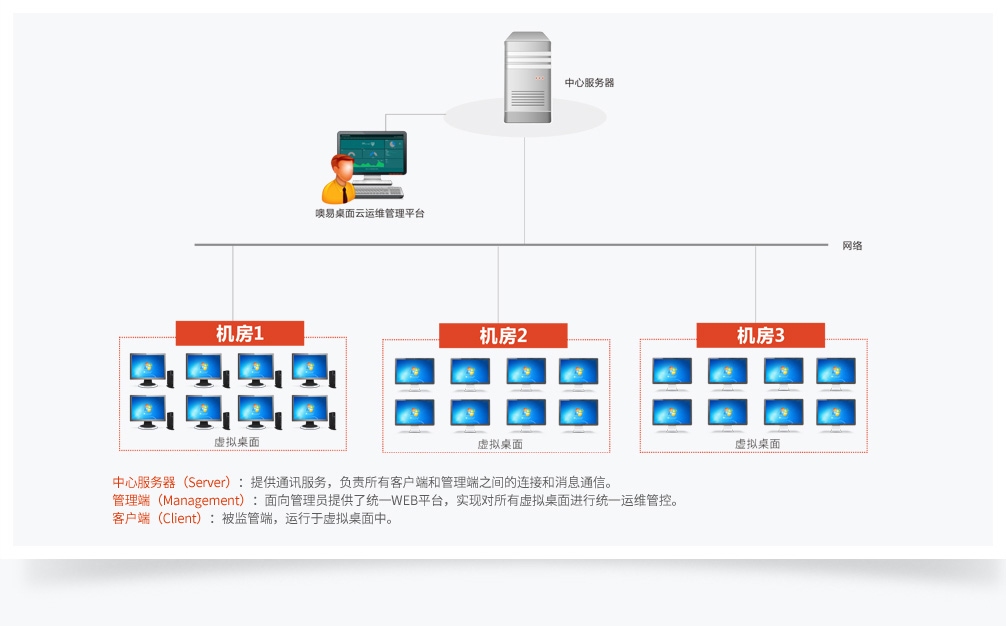 中心服务器
噢易桌面云运维管理平台
网络
机房1
机房2
机房3
虚拟桌面
虚拟桌面
虚拟桌面
中心服务器（Server）：提供通讯服务，负责所有客户端和管理端之间的连接和消息通信。
管理端（Management）：面向管理员提供了统一WEB平台，实现对所有虚拟桌面进行统一运维管控。
客户端（Client）：被监管端，运行于虚拟桌面中。